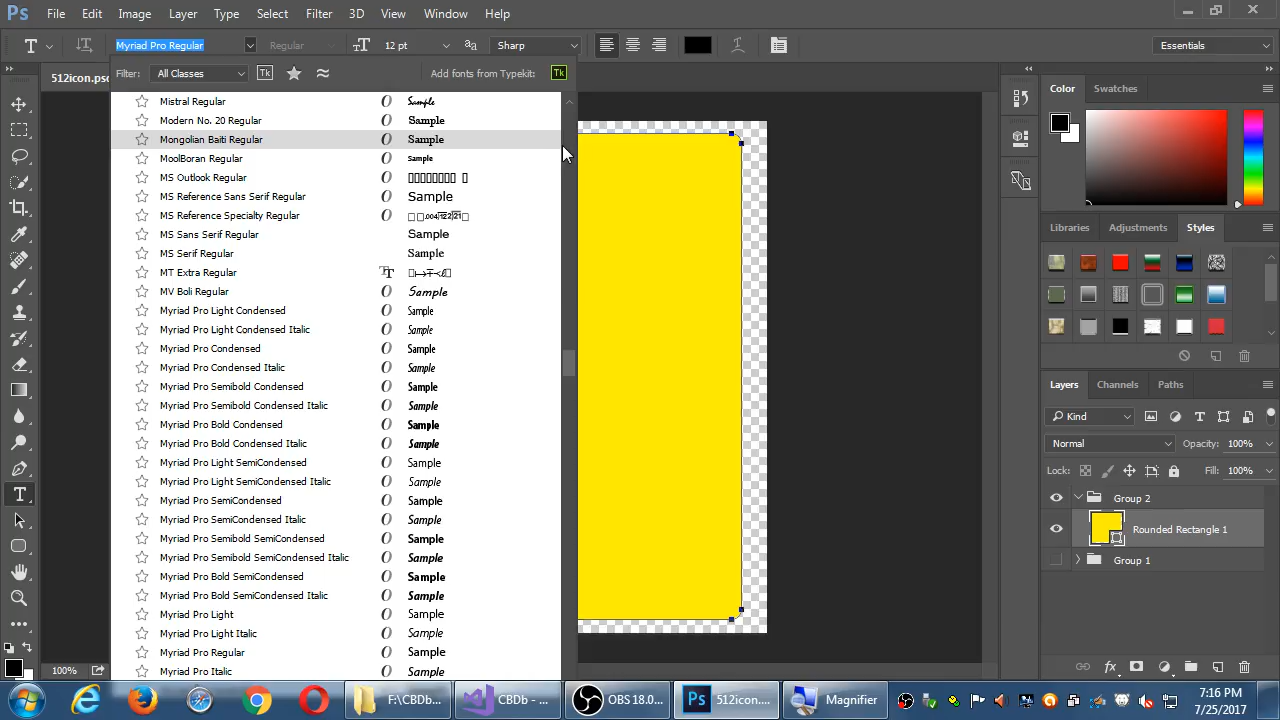 Ps File Edit Image Layer Type Select Filter 3D View Window Help
T Myriad Pro Regular Regular 12 pt Sharp Essentials
Filter: All Classes Tk Add fonts from Typekit: Tk
512icon.psd
Mistral Regular O Sample
Modern No. 20 Regular O Sample
Mongolian Baiti Regular O Sample
MoolBoran Regular O Sample
MS Outlook Regular O
MS Reference Sans Serif Regular O Sample
MS Reference Specialty Regular O
MS Sans Serif Regular Sample
MS Serif Regular Sample
MT Extra Regular
MV Boli Regular O Sample
Myriad Pro Light Condensed O Sample
Myriad Pro Light Condensed Italic O Sample
Myriad Pro Condensed O Sample
Myriad Pro Condensed Italic O Sample
Myriad Pro Semibold Condensed O Sample
Myriad Pro Semibold Condensed Italic O Sample
Myriad Pro Bold Condensed O Sample
Myriad Pro Bold Condensed Italic O Sample
Myriad Pro Light SemiCondensed O Sample
Myriad Pro Light SemiCondensed Italic O Sample
Myriad Pro SemiCondensed O Sample
Myriad Pro SemiCondensed Italic O Sample
Myriad Pro Semibold SemiCondensed O Sample
Myriad Pro Semibold SemiCondensed Italic O Sample
Myriad Pro Bold SemiCondensed O Sample
Myriad Pro Bold SemiCondensed Italic O Sample
Myriad Pro Light O Sample
Myriad Pro Light Italic O Sample
Myriad Pro Regular O Sample
Myriad Pro Italic O Sample
100%
Color Swatches
Libraries Adjustments Styles
Layers Channels Paths
Kind
Normal Opacity: 100%
Lock: Fill: 100%
Group 2
Rounded Rectangle 1
Group 1
fx
F:\CBDb... CBDb - ... OBS 18.0... Ps 512icon.... Magnifier
7:16 PM
7/25/2017